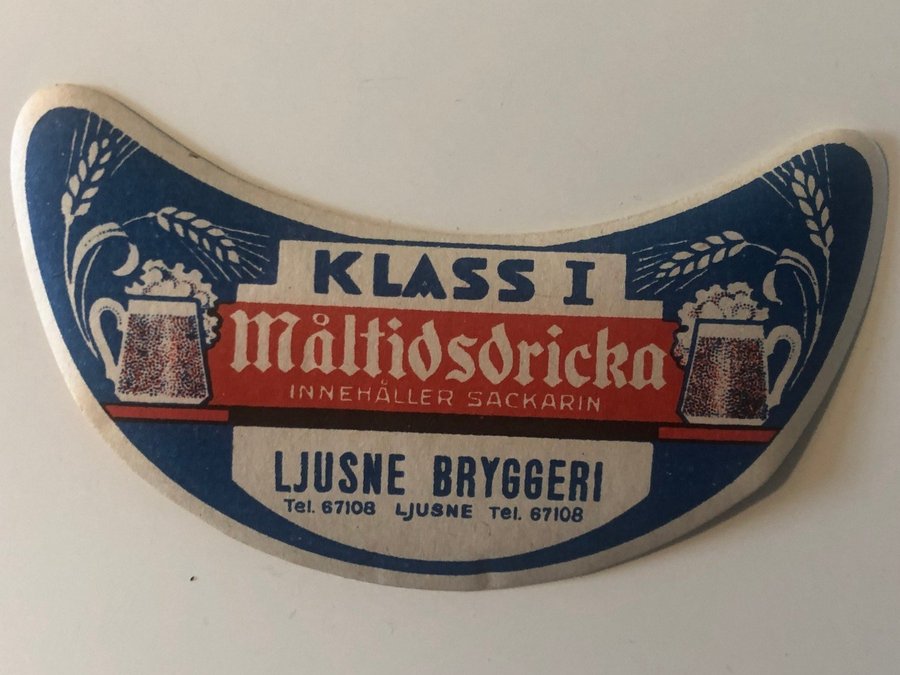 KLASS I
Måltidsdricka
INNEHÅLLER SACKARIN
LJUSNE BRYGGERI
Tel. 67108 LJUSNE Tel. 67108